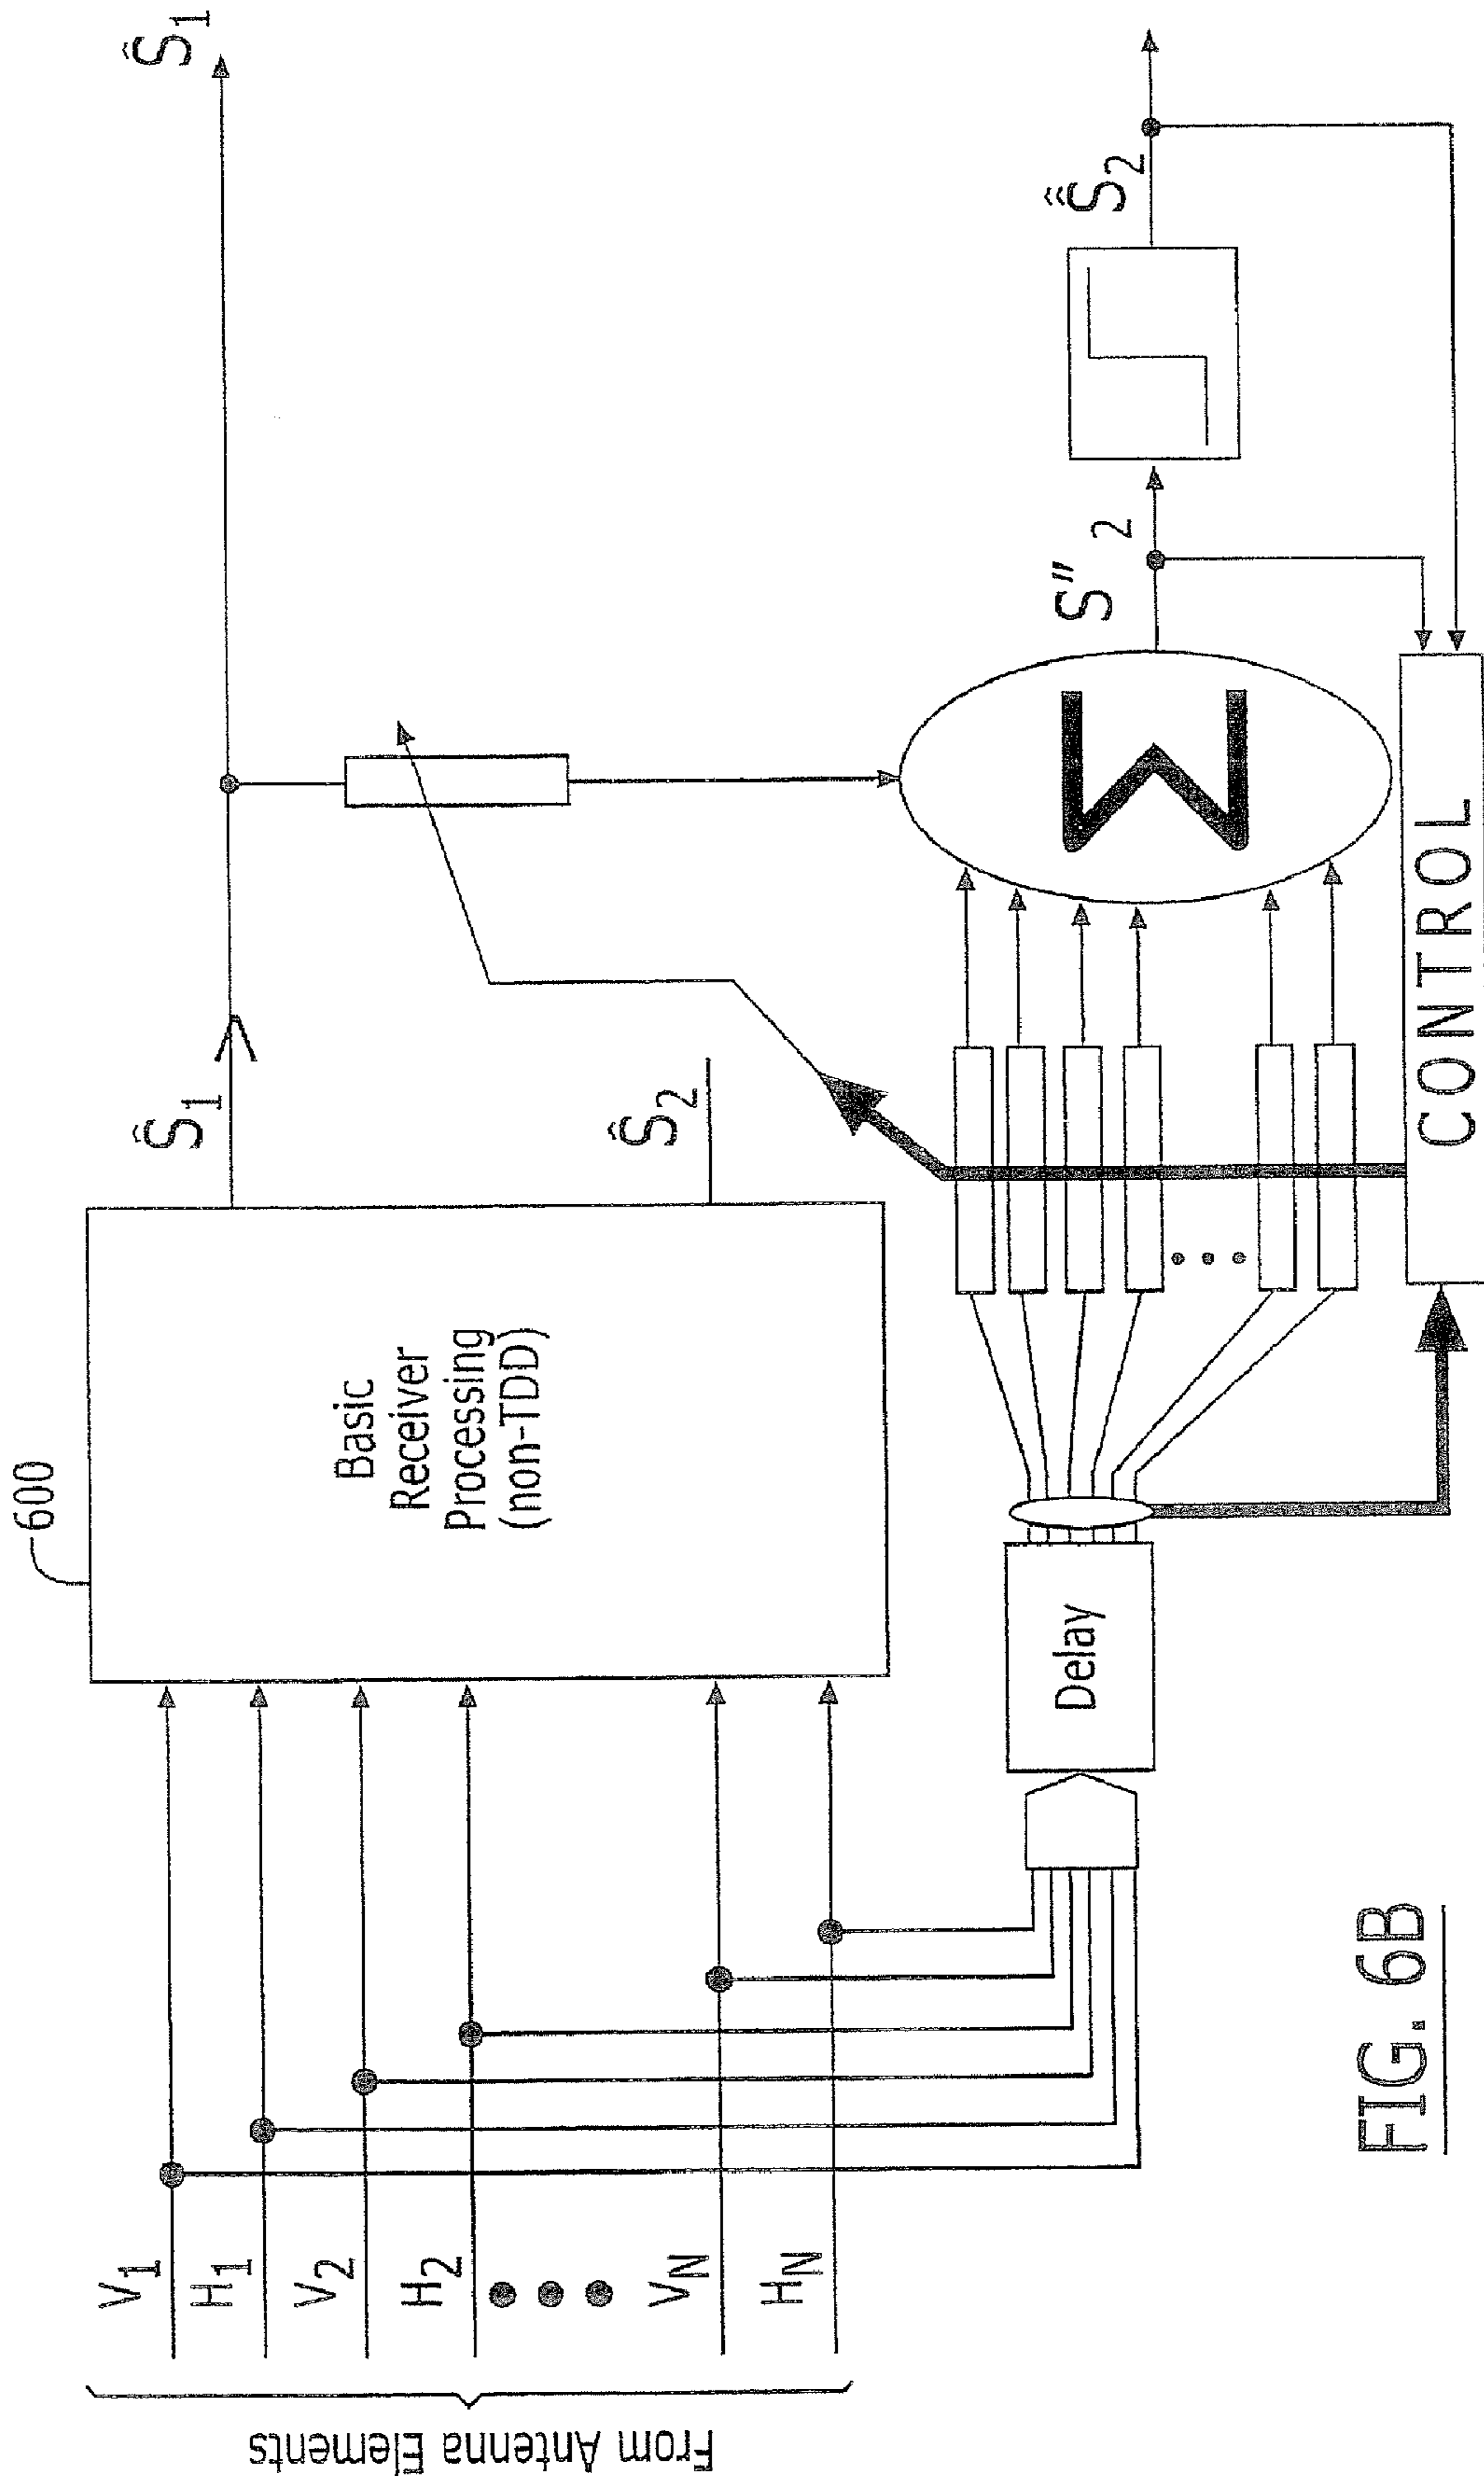 From Antenna Elements
V1
H1
V2
H2
VN
HN
600
Basic
Receiver
Processing
(non-TDD)
Ŝ1
Ŝ2
Ŝ1
Delay
Σ
S″2
Ŝ̂2
CONTROL
FIG. 6B